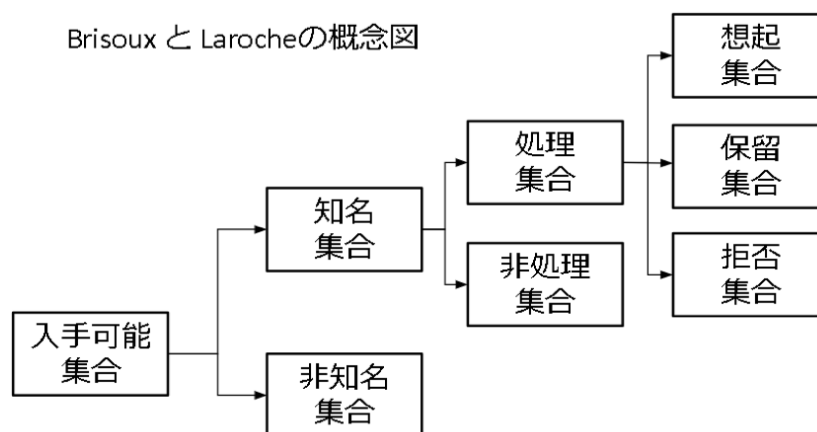 Brisoux と Larocheの概念図
入手可能
集合
知名
集合
非知名
集合
処理
集合
非処理
集合
想起
集合
保留
集合
拒否
集合